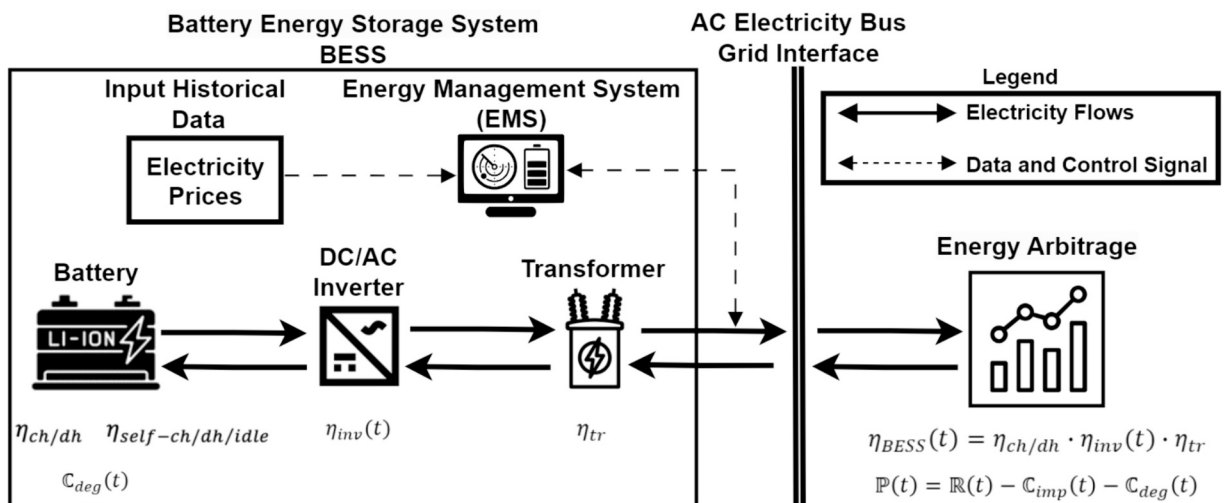 Battery Energy Storage System
BESS
AC Electricity Bus
Grid Interface
Input Historical
Data
Energy Management System
(EMS)
Legend
Electricity Flows
Data and Control Signal
Electricity
Prices
Battery
DC/AC
Inverter
Transformer
Energy Arbitrage
LI-ION
η_{ch/dh}
η_{self-ch/dh/idle}
η_{inv}(t)
η_{tr}
ℂ_{deg}(t)
η_{BESS}(t) = η_{ch/dh} · η_{inv}(t) · η_{tr}
ℙ(t) = ℝ(t) − ℂ_{imp}(t) − ℂ_{deg}(t)